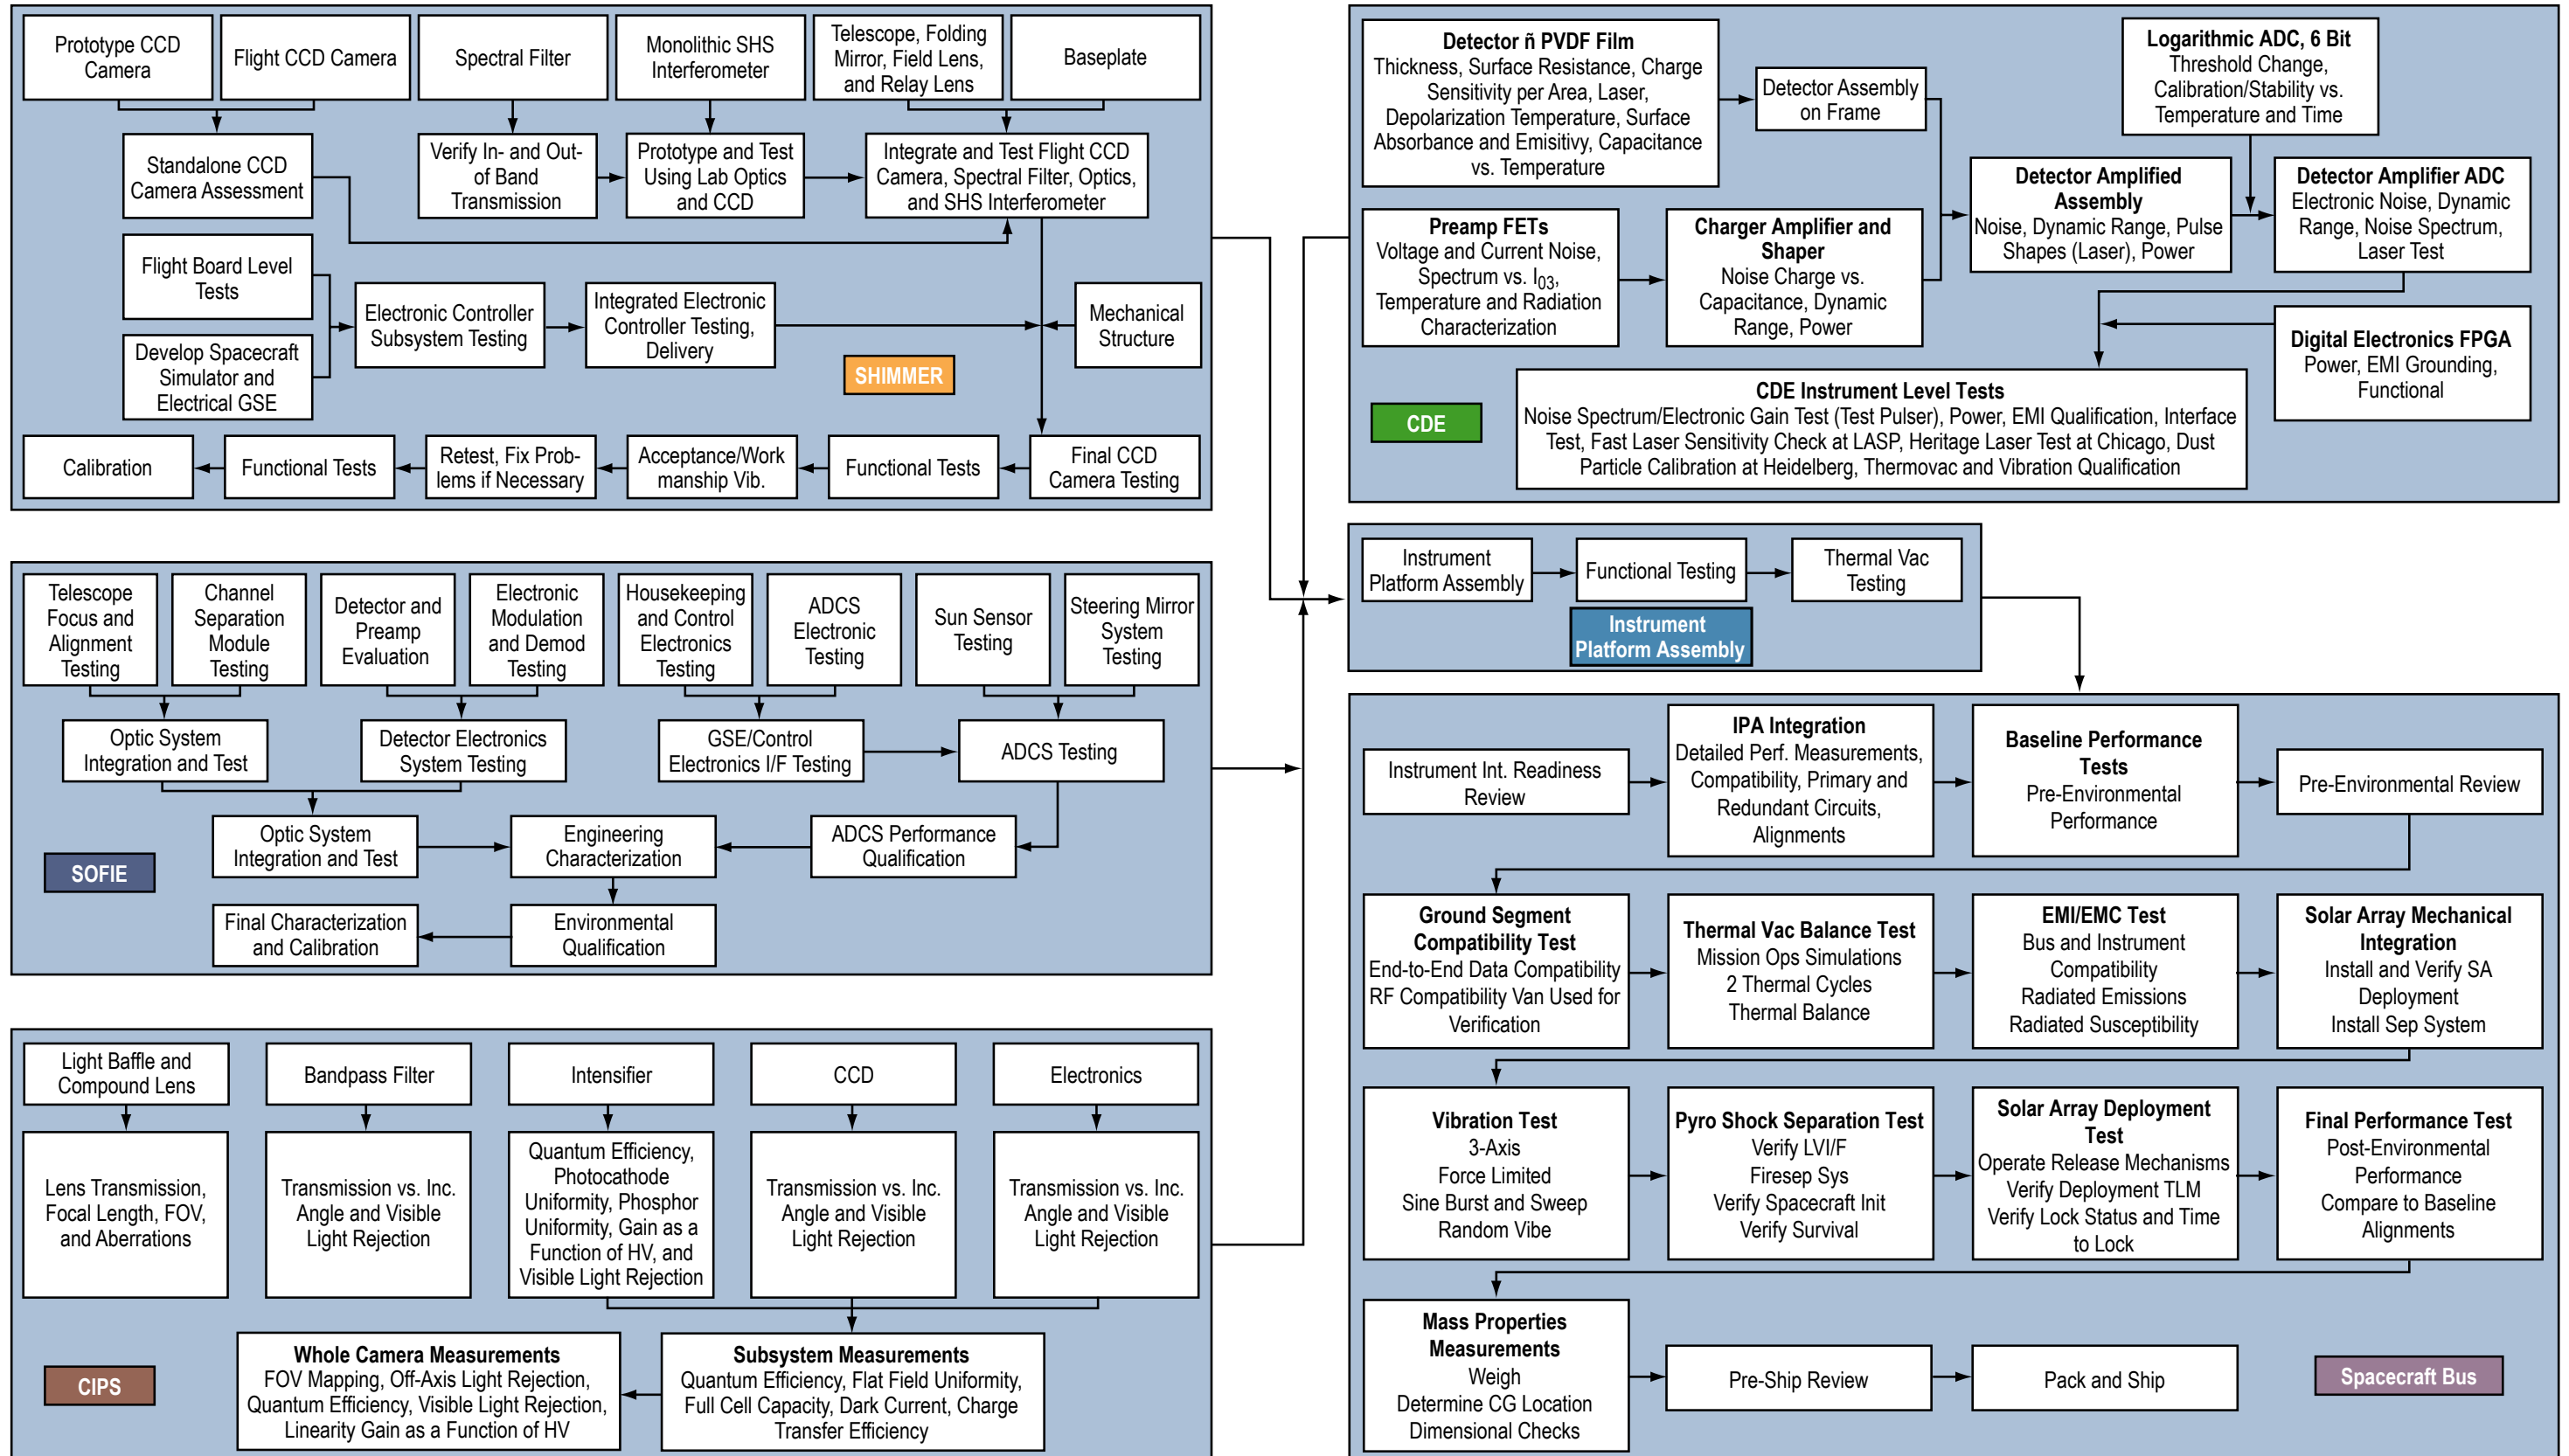 Prototype CCD
Camera
Flight CCD Camera
Spectral Filter
Monolithic SHS
Interferometer
Telescope, Folding
Mirror, Field Lens,
and Relay Lens
Baseplate
Standalone CCD
Camera Assessment
Verify In- and Out-
of Band
Transmission
Prototype and Test
Using Lab Optics
and CCD
Integrate and Test Flight CCD
Camera, Spectral Filter, Optics,
and SHS Interferometer
Flight Board Level
Tests
Develop Spacecraft
Simulator and
Electrical GSE
Electronic Controller
Subsystem Testing
Integrated Electronic
Controller Testing,
Delivery
Mechanical
Structure
SHIMMER
Calibration
Functional Tests
Retest, Fix Prob-
lems if Necessary
Acceptance/Work
manship Vib.
Functional Tests
Final CCD
Camera Testing
Telescope
Focus and
Alignment
Testing
Channel
Separation
Module
Testing
Detector and
Preamp
Evaluation
Electronic
Modulation
and Demod
Testing
Housekeeping
and Control
Electronics
Testing
ADCS
Electronic
Testing
Sun Sensor
Testing
Steering Mirror
System
Testing
Optic System
Integration and Test
Detector Electronics
System Testing
GSE/Control
Electronics I/F Testing
ADCS Testing
Optic System
Integration and Test
Engineering
Characterization
ADCS Performance
Qualification
SOFIE
Final Characterization
and Calibration
Environmental
Qualification
Light Baffle and
Compound Lens
Bandpass Filter
Intensifier
CCD
Electronics
Lens Transmission,
Focal Length, FOV,
and Aberrations
Transmission vs. Inc.
Angle and Visible
Light Rejection
Quantum Efficiency,
Photocathode
Uniformity, Phosphor
Uniformity, Gain as a
Function of HV, and
Visible Light Rejection
Transmission vs. Inc.
Angle and Visible
Light Rejection
Transmission vs. Inc.
Angle and Visible
Light Rejection
CIPS
Whole Camera Measurements
FOV Mapping, Off-Axis Light Rejection,
Quantum Efficiency, Visible Light Rejection,
Linearity Gain as a Function of HV
Subsystem Measurements
Quantum Efficiency, Flat Field Uniformity,
Full Cell Capacity, Dark Current, Charge
Transfer Efficiency
Detector ñ PVDF Film
Thickness, Surface Resistance, Charge
Sensitivity per Area, Laser,
Depolarization Temperature, Surface
Absorbance and Emisitivy, Capacitance
vs. Temperature
Detector Assembly
on Frame
Logarithmic ADC, 6 Bit
Threshold Change,
Calibration/Stability vs.
Temperature and Time
Preamp FETs
Voltage and Current Noise,
Spectrum vs. I03,
Temperature and Radiation
Characterization
Charger Amplifier and
Shaper
Noise Charge vs.
Capacitance, Dynamic
Range, Power
Detector Amplified
Assembly
Noise, Dynamic Range, Pulse
Shapes (Laser), Power
Detector Amplifier ADC
Electronic Noise, Dynamic
Range, Noise Spectrum,
Laser Test
Digital Electronics FPGA
Power, EMI Grounding,
Functional
CDE
CDE Instrument Level Tests
Noise Spectrum/Electronic Gain Test (Test Pulser), Power, EMI Qualification, Interface
Test, Fast Laser Sensitivity Check at LASP, Heritage Laser Test at Chicago, Dust
Particle Calibration at Heidelberg, Thermovac and Vibration Qualification
Instrument
Platform Assembly
Functional Testing
Thermal Vac
Testing
Instrument
Platform Assembly
Instrument Int. Readiness
Review
IPA Integration
Detailed Perf. Measurements,
Compatibility, Primary and
Redundant Circuits,
Alignments
Baseline Performance
Tests
Pre-Environmental
Performance
Pre-Environmental Review
Ground Segment
Compatibility Test
End-to-End Data Compatibility
RF Compatibility Van Used for
Verification
Thermal Vac Balance Test
Mission Ops Simulations
2 Thermal Cycles
Thermal Balance
EMI/EMC Test
Bus and Instrument
Compatibility
Radiated Emissions
Radiated Susceptibility
Solar Array Mechanical
Integration
Install and Verify SA
Deployment
Install Sep System
Vibration Test
3-Axis
Force Limited
Sine Burst and Sweep
Random Vibe
Pyro Shock Separation Test
Verify LVI/F
Firesep Sys
Verify Spacecraft Init
Verify Survival
Solar Array Deployment
Test
Operate Release Mechanisms
Verify Deployment TLM
Verify Lock Status and Time
to Lock
Final Performance Test
Post-Environmental
Performance
Compare to Baseline
Alignments
Mass Properties
Measurements
Weigh
Determine CG Location
Dimensional Checks
Pre-Ship Review
Pack and Ship
Spacecraft Bus